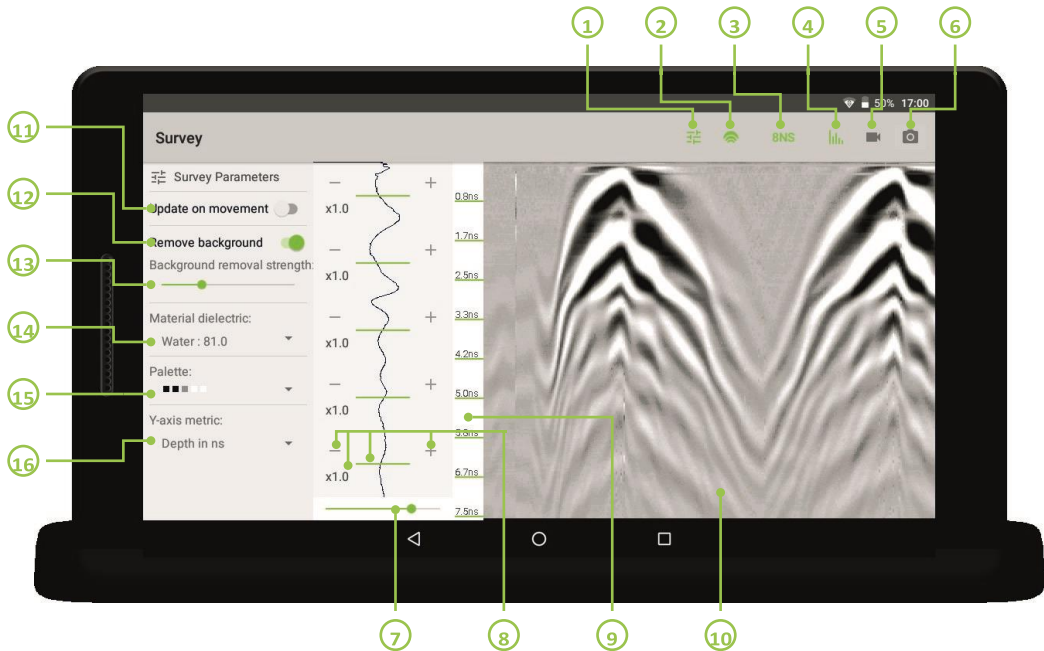 1 2 3 4 5 6
50% 17:00
Survey
8NS
11
Survey Parameters
12
Update on movement
Remove background
13
Background removal strength:
14
Material dielectric:
Water : 81.0
15
Palette:
16
Y-axis metric:
Depth in ns
x1.0
x1.0
x1.0
x1.0
x1.0
0.8ns
1.7ns
2.5ns
3.3ns
4.2ns
5.0ns
5.8ns
6.7ns
7.5ns
7 8 9 10